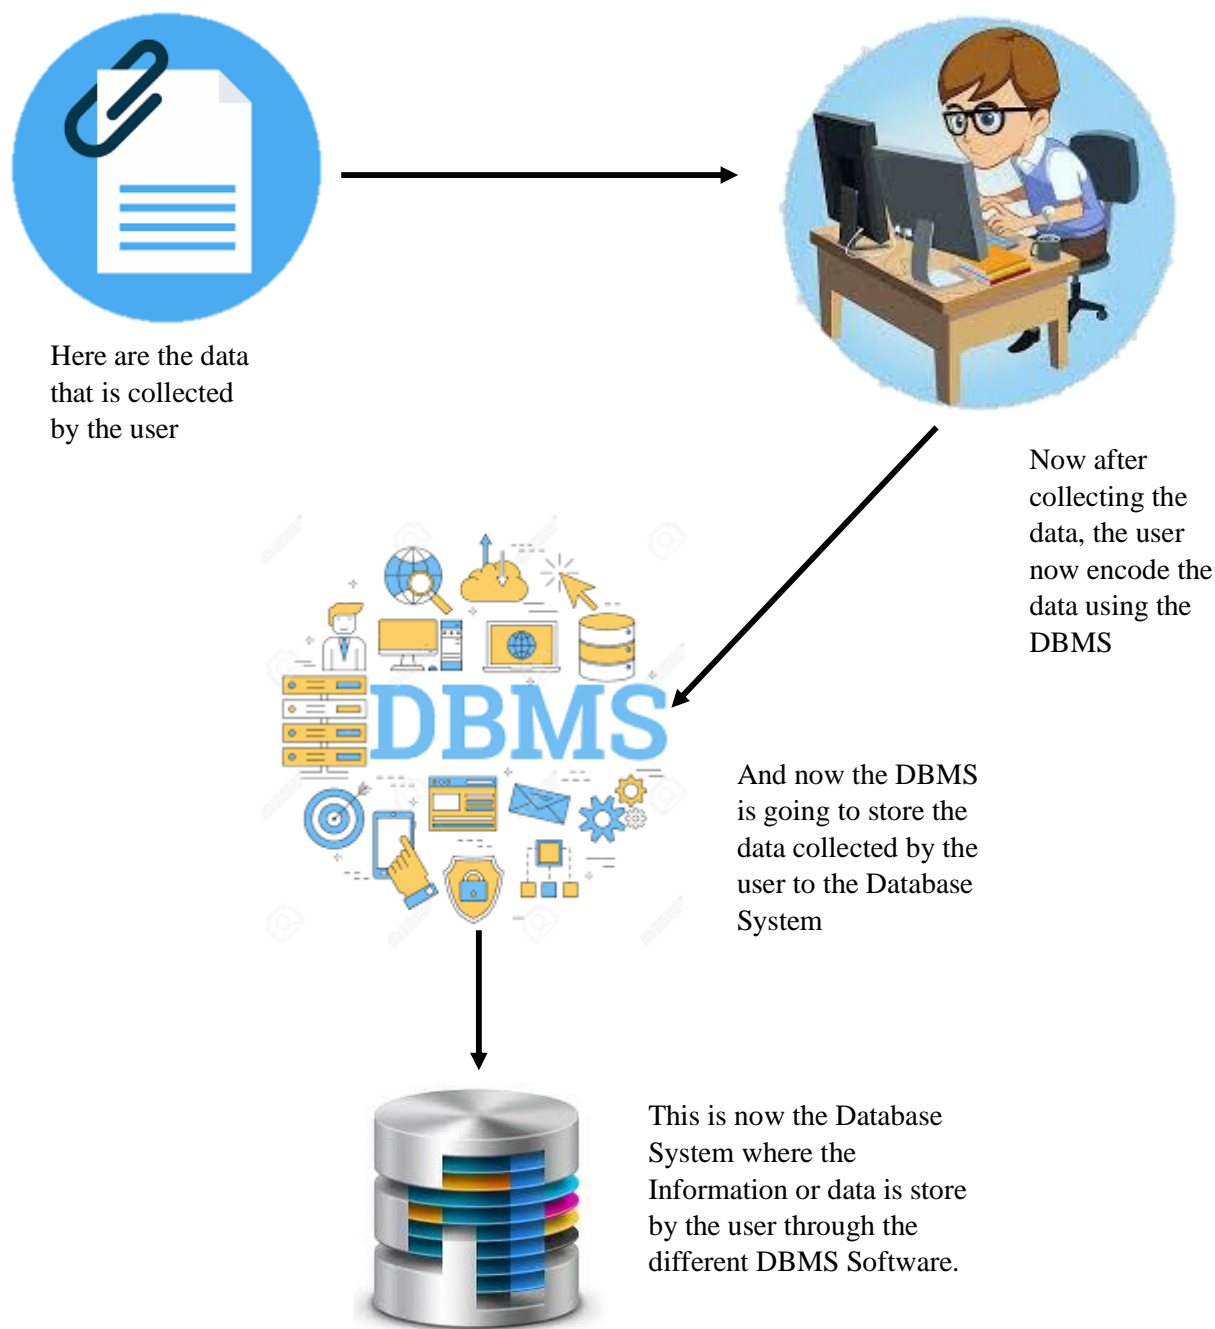 Here are the data
that is collected
by the user
Now after
collecting the
data, the user
now encode the
data using the
DBMS
DBMS
And now the DBMS
is going to store the
data collected by the
user to the Database
System
This is now the Database
System where the
Information or data is store
by the user through the
different DBMS Software.